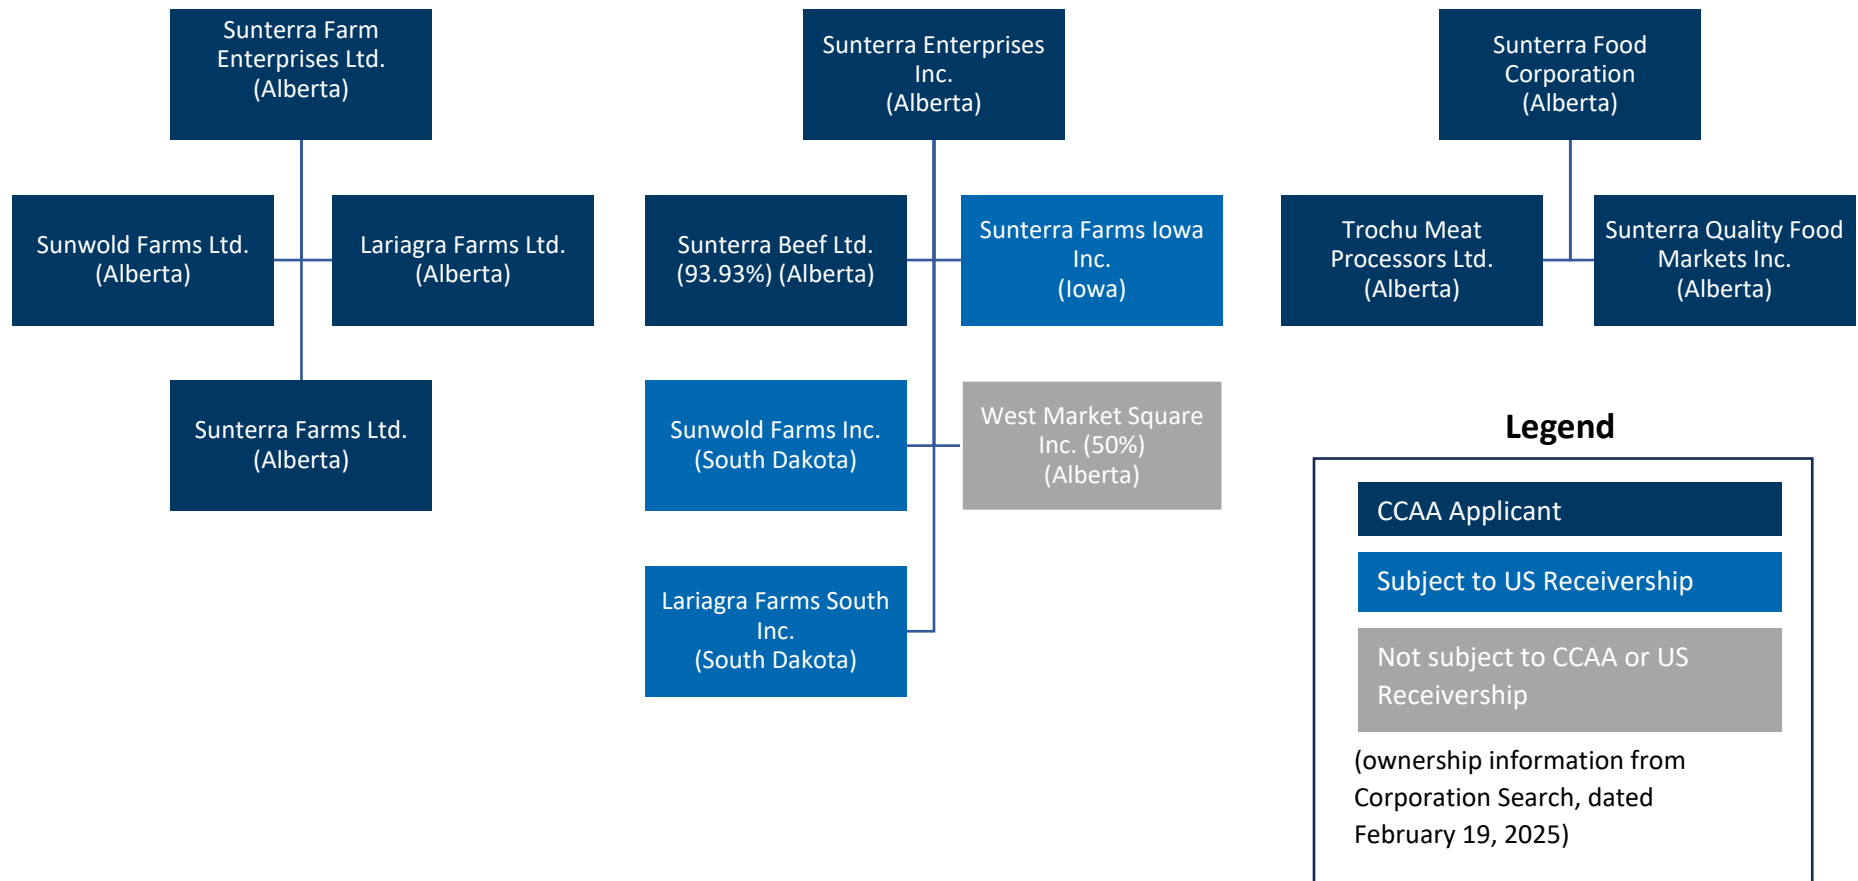 Sunterra Farm
Enterprises Ltd.
(Alberta)
Sunterra Enterprises
Inc.
(Alberta)
Sunterra Food
Corporation
(Alberta)
Sunwold Farms Ltd.
(Alberta)
Lariagra Farms Ltd.
(Alberta)
Sunterra Beef Ltd.
(93.93%) (Alberta)
Sunterra Farms Iowa
Inc.
(Iowa)
Trochu Meat
Processors Ltd.
(Alberta)
Sunterra Quality Food
Markets Inc.
(Alberta)
Sunterra Farms Ltd.
(Alberta)
Sunwold Farms Inc.
(South Dakota)
West Market Square
Inc. (50%)
(Alberta)
Lariagra Farms South
Inc.
(South Dakota)
Legend
CCAA Applicant
Subject to US Receivership
Not subject to CCAA or US
Receivership
(ownership information from
Corporation Search, dated
February 19, 2025)